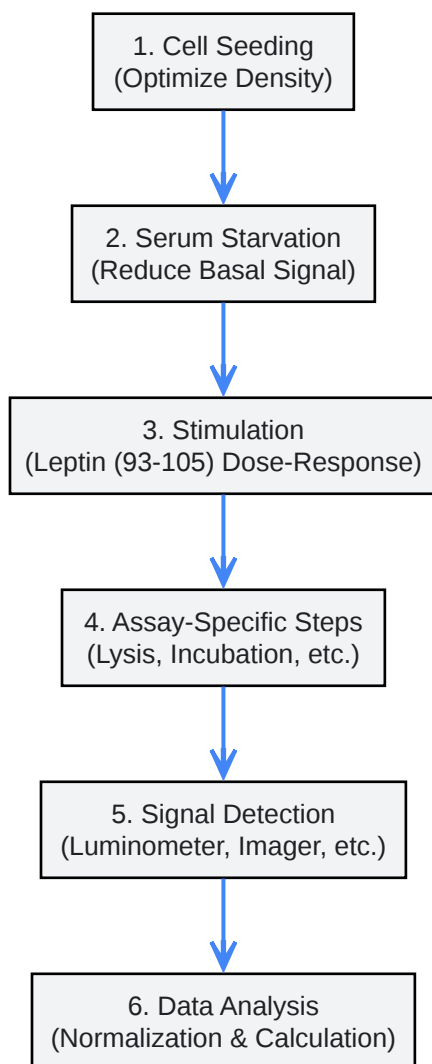 1. Cell Seeding
(Optimize Density)
2. Serum Starvation
(Reduce Basal Signal)
3. Stimulation
(Leptin (93-105) Dose-Response)
4. Assay-Specific Steps
(Lysis, Incubation, etc.)
5. Signal Detection
(Luminometer, Imager, etc.)
6. Data Analysis
(Normalization & Calculation)